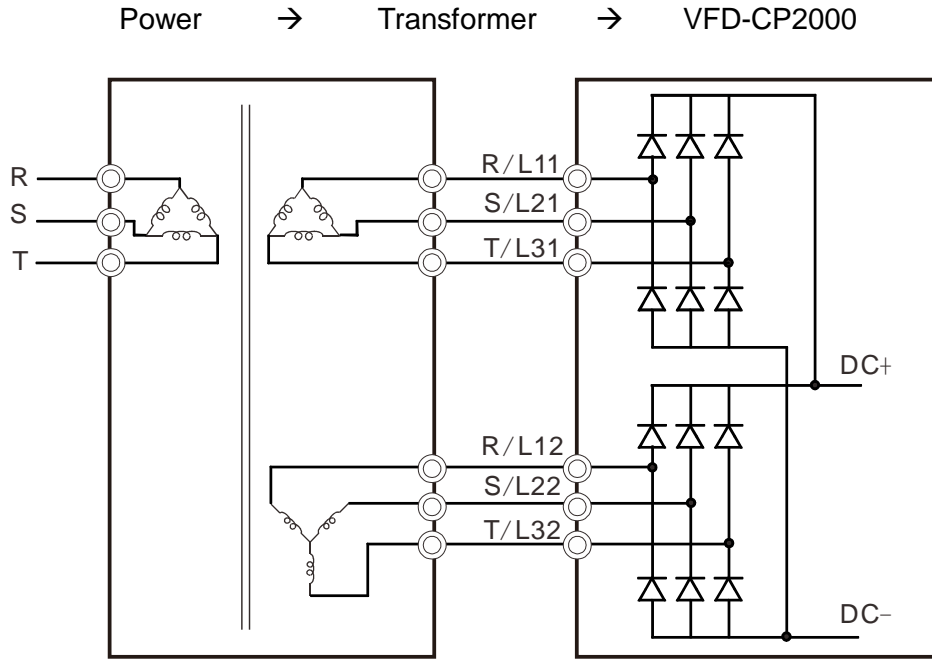 Power → Transformer → VFD-CP2000
R
S
T
R/L11
S/L21
T/L31
DC+
R/L12
S/L22
T/L32
DC−